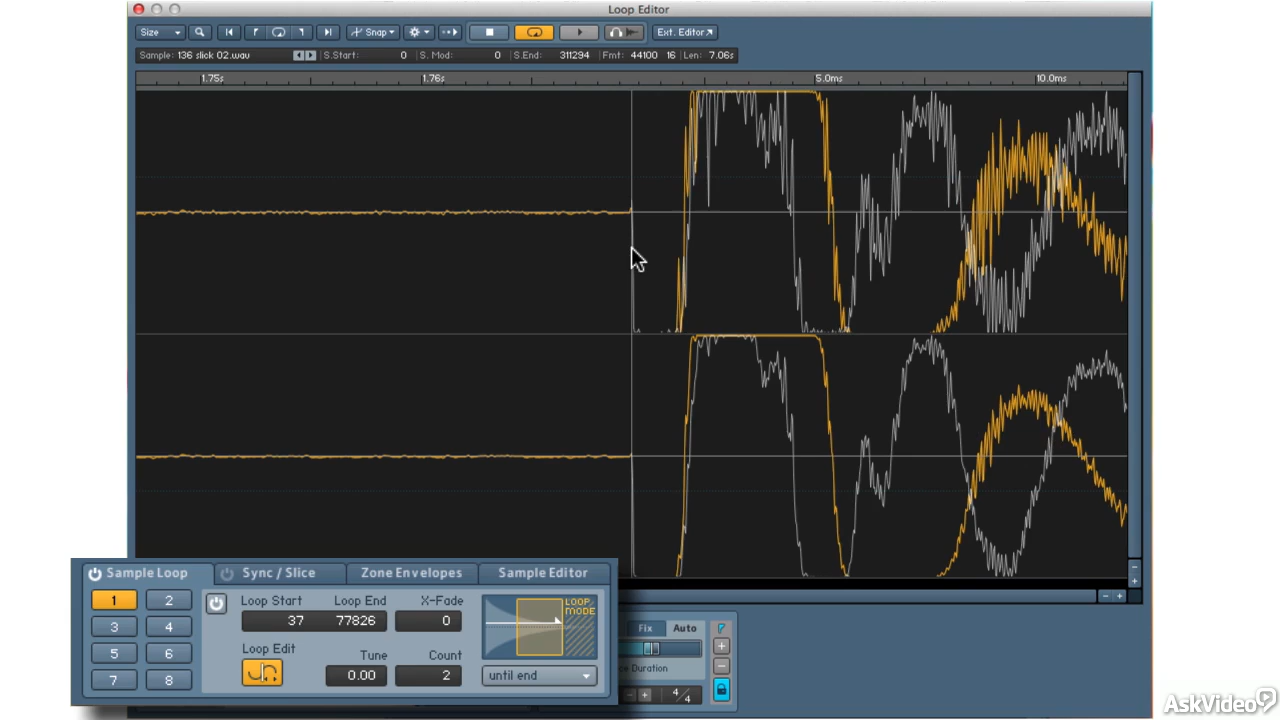 Loop Editor
Size Snap Ext. Editor
Sample: 136 slick 02.wav S.Start: 0 S. Mod: 0 S.End: 311294 Fmt: 44100 16 Len: 7.06s
1.75s 1.76s 5.0ms 10.0ms
Sample Loop Sync / Slice Zone Envelopes Sample Editor
1 2 Loop Start Loop End X-Fade LOOP MODE
3 4 37 77826 0
5 6 Loop Edit Tune Count until end
7 8 0.00 2
Fix Auto
ce Duration
4/4
AskVideo